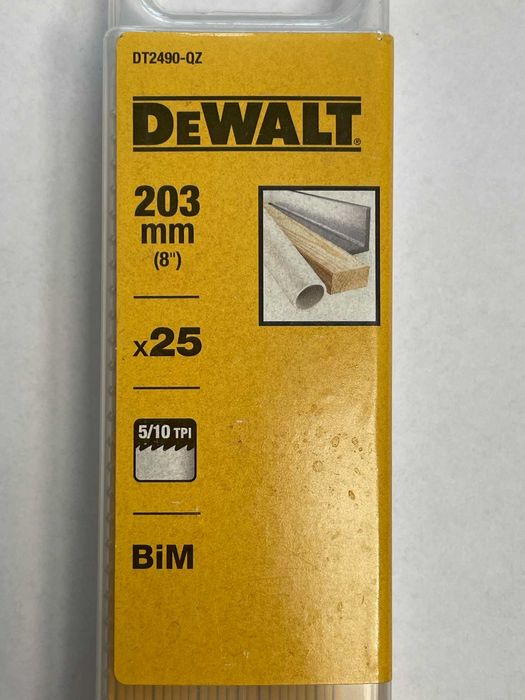 DT2490-QZ
DEWALT®
203
mm
(8")
x25
5/10 TPI
BiM